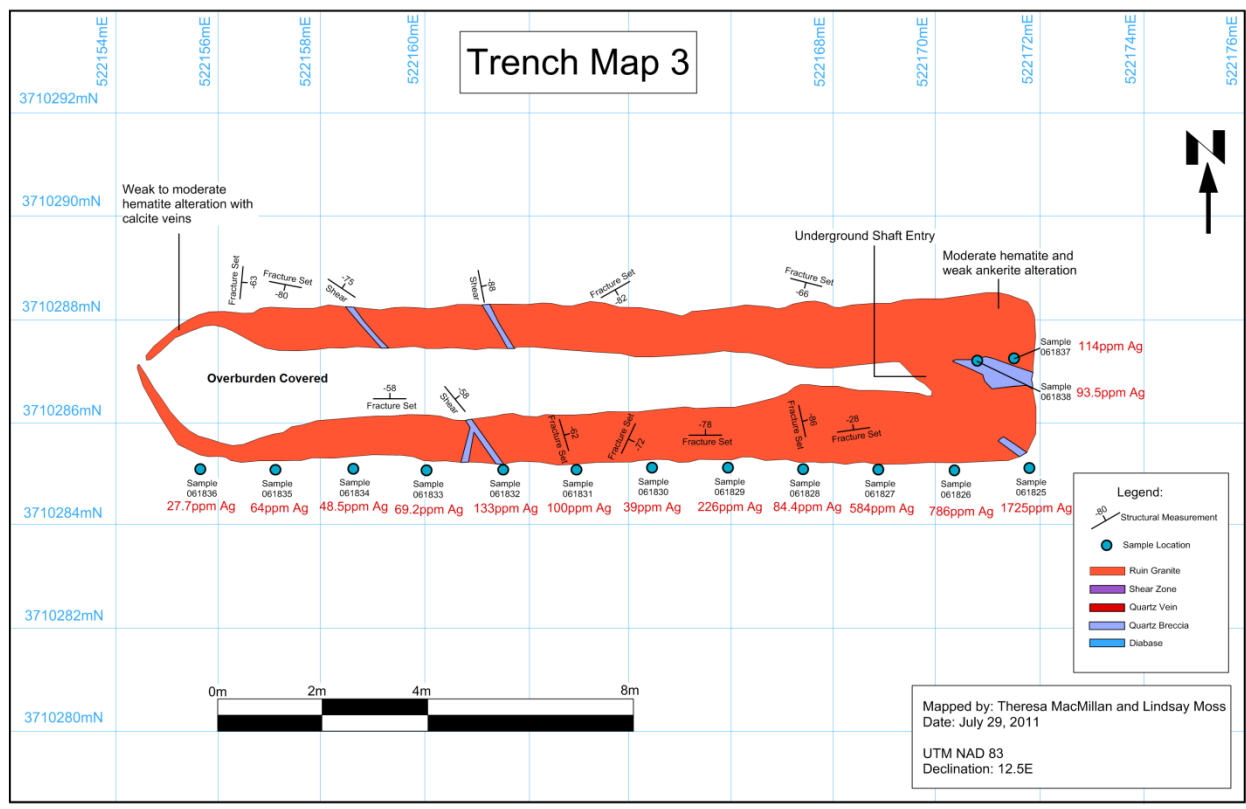 522154mE
522156mE
522158mE
522160mE
522168mE
522170mE
522172mE
522174mE
522176mE
Trench Map 3
3710292mN
3710290mN
3710288mN
3710286mN
3710284mN
3710282mN
3710280mN
N
Weak to moderate
hematite alteration with
calcite veins
Underground Shaft Entry
Moderate hematite and
weak ankerite alteration
Fracture Set
-63
Fracture Set
-80
-75
Shear
-88
Shear
Fracture Set
-82
Fracture Set
-66
Overburden Covered
-58
Fracture Set
-58
Shear
-62
Fracture Set
Fracture Set
-72
-78
Fracture Set
-86
Fracture Set
-28
Fracture Set
Sample
061837
114ppm Ag
Sample
061838
93.5ppm Ag
Sample
061836
27.7ppm Ag
Sample
061835
64ppm Ag
Sample
061834
48.5ppm Ag
Sample
061833
69.2ppm Ag
Sample
061832
133ppm Ag
Sample
061831
100ppm Ag
Sample
061830
39ppm Ag
Sample
061829
226ppm Ag
Sample
061828
84.4ppm Ag
Sample
061827
584ppm Ag
Sample
061826
786ppm Ag
Sample
061825
1725ppm Ag
Legend:
-80
Structural Measurement
Sample Location
Ruin Granite
Shear Zone
Quartz Vein
Quartz Breccia
Diabase
0m
2m
4m
8m
Mapped by: Theresa MacMillan and Lindsay Moss
Date: July 29, 2011
UTM NAD 83
Declination: 12.5E